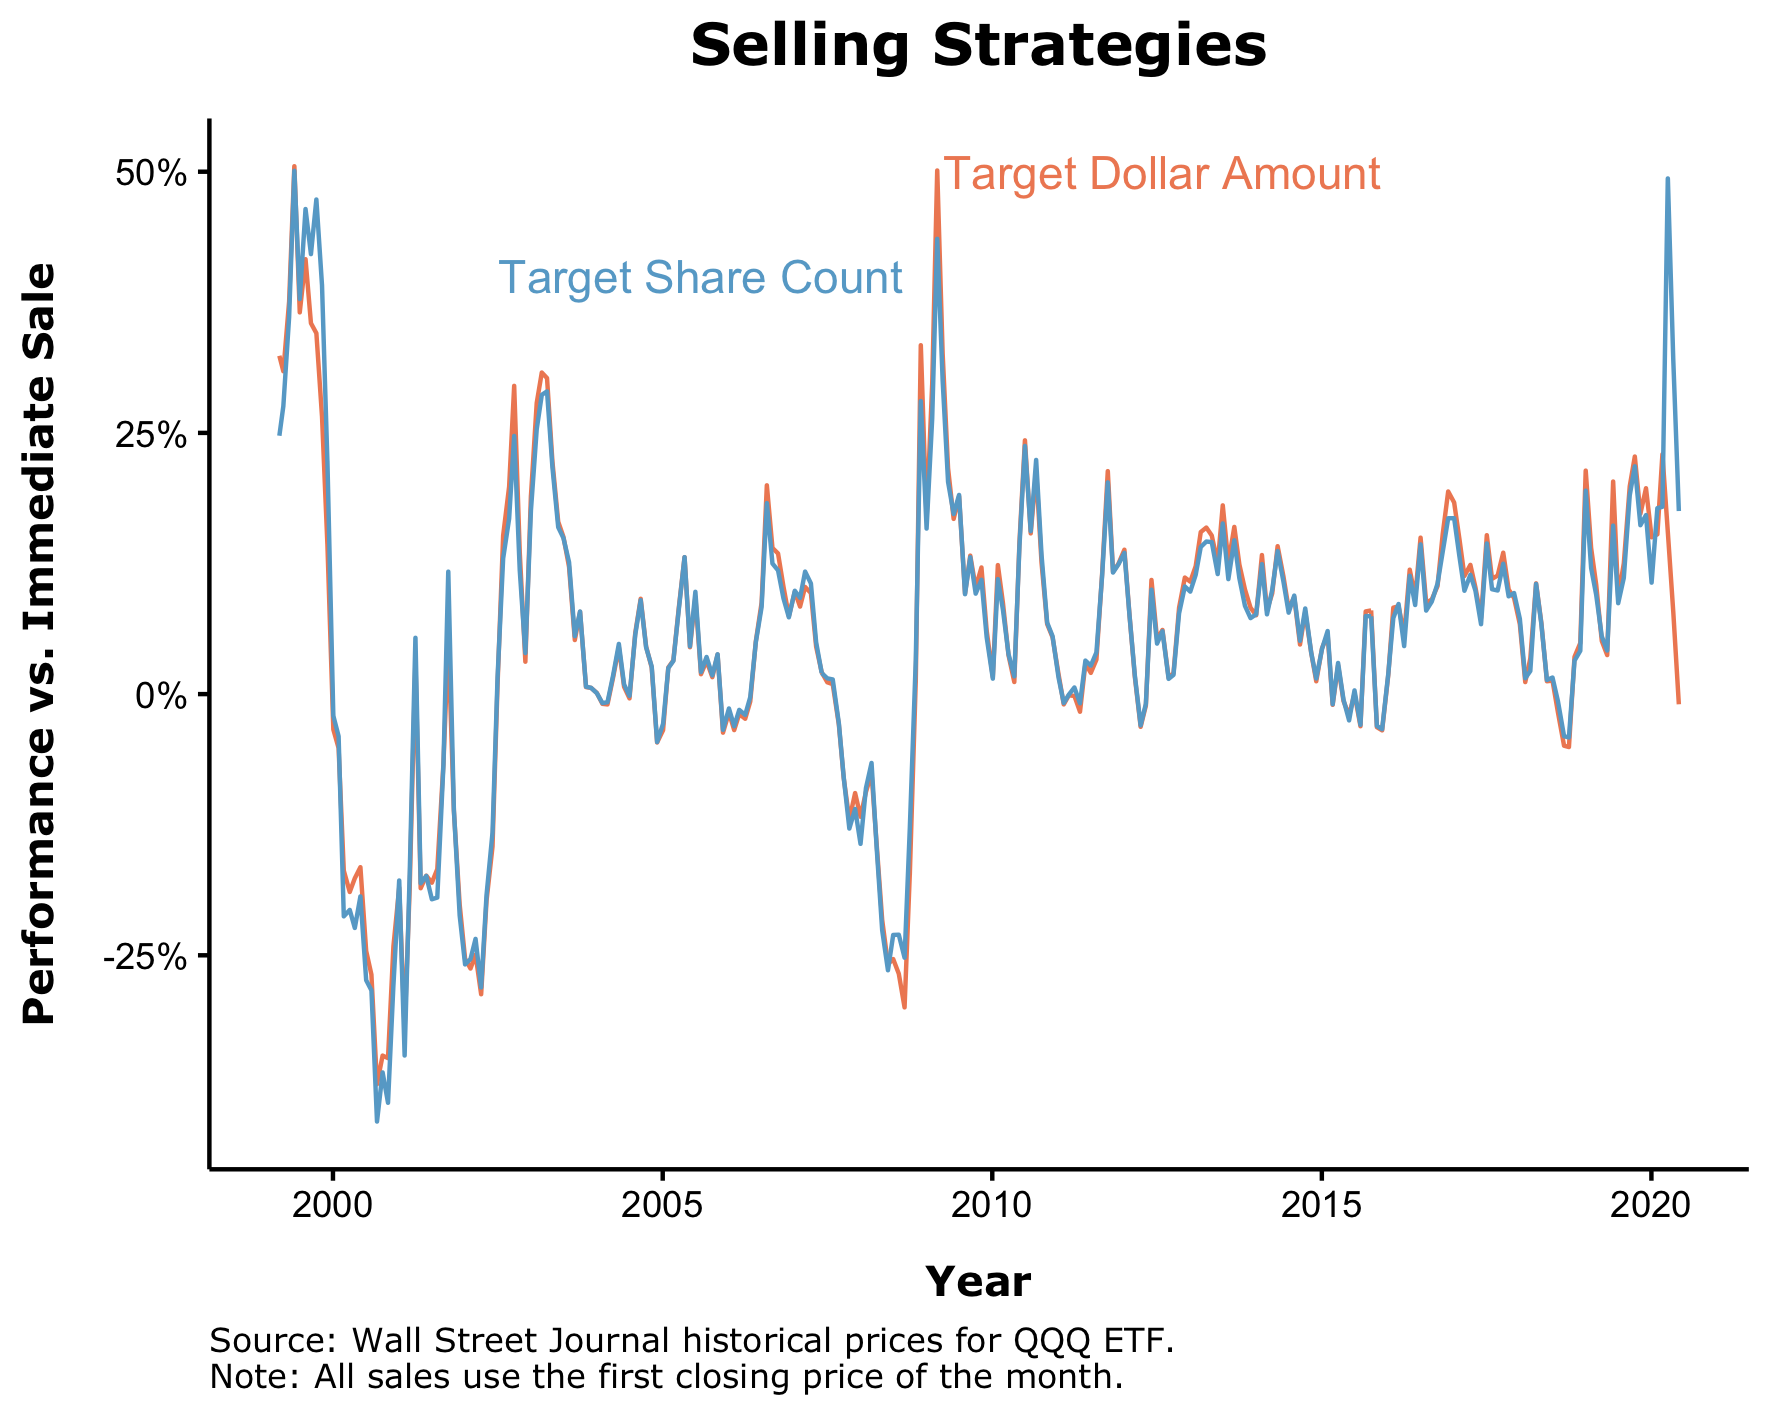 Selling Strategies
Performance vs. Immediate Sale
50%
25%
0%
-25%
Target Dollar Amount
Target Share Count
2000
2005
2010
2015
2020
Year
Source: Wall Street Journal historical prices for QQQ ETF.
Note: All sales use the first closing price of the month.